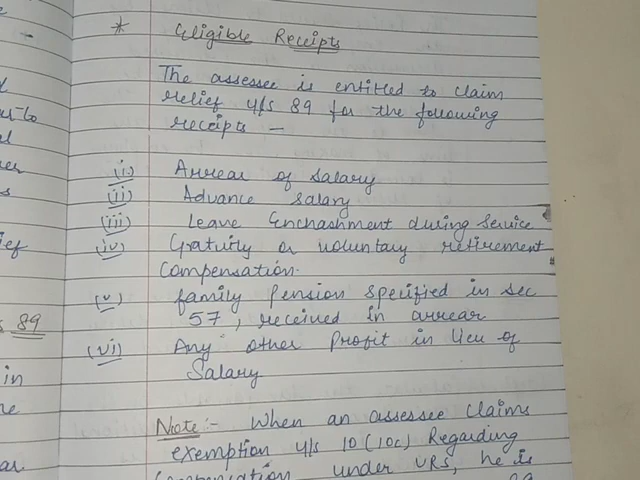 * Eligible Receipts
The assessee is entitled to claim
relief u/s 89 for the following
receipts —
(i) Arrear of Salary
(ii) Advance Salary
(iii) Leave Enchashment during Service
(iv) Gratuity or voluntary retirement
Compensation.
(v) family Pension specified in sec
57, received in arrear
(vi) Any other Profit in lieu of
Salary
Note:- When an assessee claims
exemption u/s 10(10c) Regarding
under VRS, he is
89
in